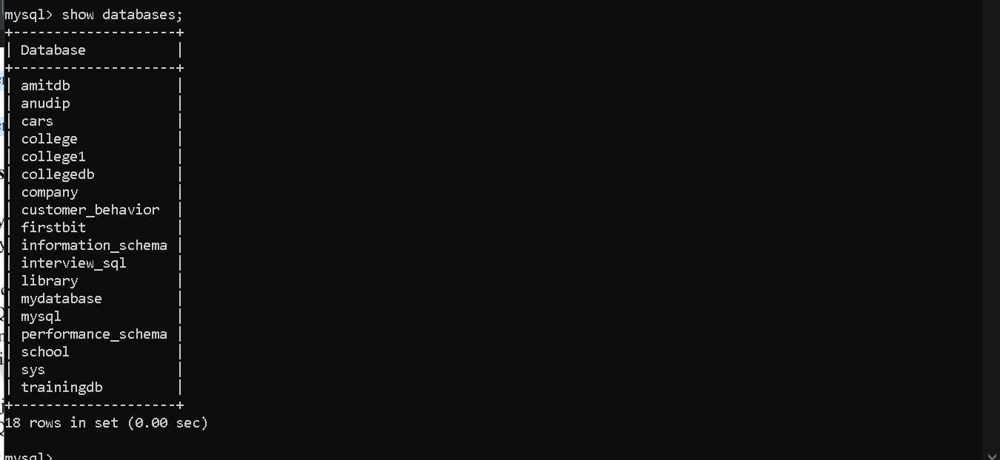 mysql> show databases;
+--------------------+
| Database           |
+--------------------+
| amitdb             |
| anudip             |
| cars               |
| college            |
| college1           |
| collegedb          |
| company            |
| customer_behavior  |
| firstbit           |
| information_schema |
| interview_sql      |
| library            |
| mydatabase         |
| mysql              |
| performance_schema |
| school             |
| sys                |
| trainingdb         |
+--------------------+
18 rows in set (0.00 sec)
mysql>